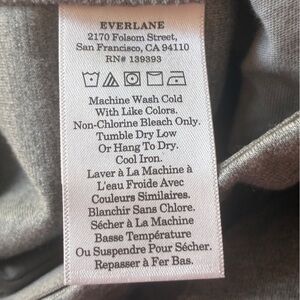 EVERLANE
2170 Folsom Street,
San Francisco, CA 94110
RN# 139393
Machine Wash Cold
With Like Colors.
Non-Chlorine Bleach Only.
Tumble Dry Low
Or Hang To Dry.
Cool Iron.
Laver à La Machine à
L'eau Froide Avec
Couleurs Similaires.
Blanchir Sans Chlore.
Sécher à La Machine
Basse Température
Ou Suspendre Pour Sécher.
Repasser à Fer Bas.